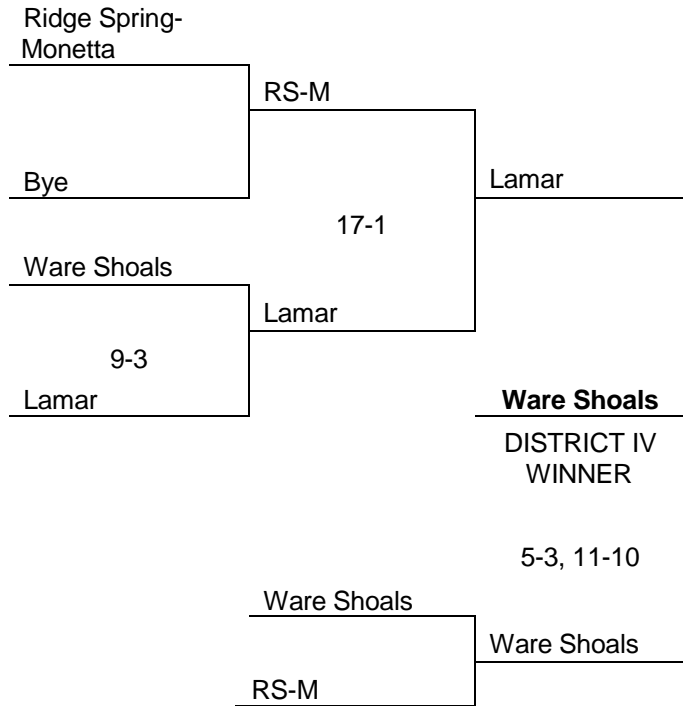 Ridge Spring-
Monetta
RS-M
Bye
Lamar
17-1
Ware Shoals
Lamar
9-3
Lamar
Ware Shoals
DISTRICT IV
WINNER
5-3, 11-10
Ware Shoals
Ware Shoals
RS-M